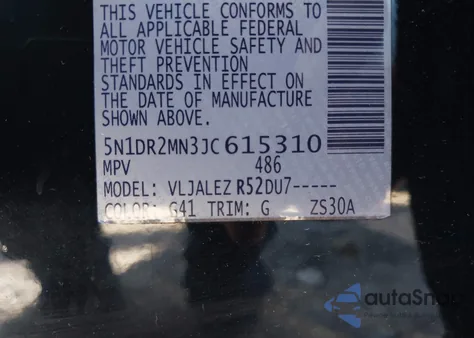 THIS VEHICLE CONFORMS TO
ALL APPLICABLE FEDERAL
MOTOR VEHICLE SAFETY AND
THEFT PREVENTION
STANDARDS IN EFFECT ON
THE DATE OF MANUFACTURE
SHOWN ABOVE.
5N1DR2MN3JC615310
MPV 486
MODEL: VLJALEZ R52DU7-----
COLOR: G41 TRIM: G ZS30A
autaSnap